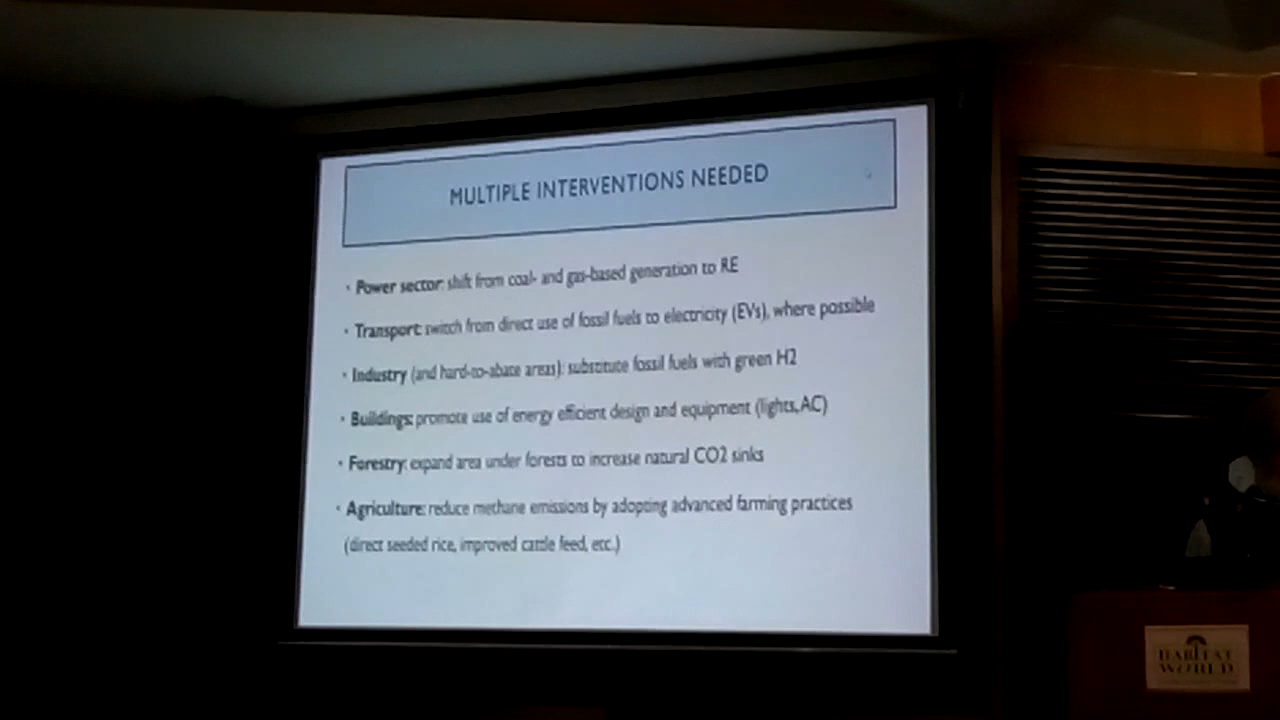 MULTIPLE INTERVENTIONS NEEDED
• Power sector: shift from coal- and gas-based generation to RE
• Transport: switch from direct use of fossil fuels to electricity (EVs), where possible
• Industry (and hard-to-abate areas): substitute fossil fuels with green H2
• Buildings: promote use of energy efficient design and equipment (lights, AC)
• Forestry: expand area under forests to increase natural CO2 sinks
• Agriculture: reduce methane emissions by adopting advanced farming practices
(direct seeded rice, improved cattle feed, etc.)
HABITAT
WORLD